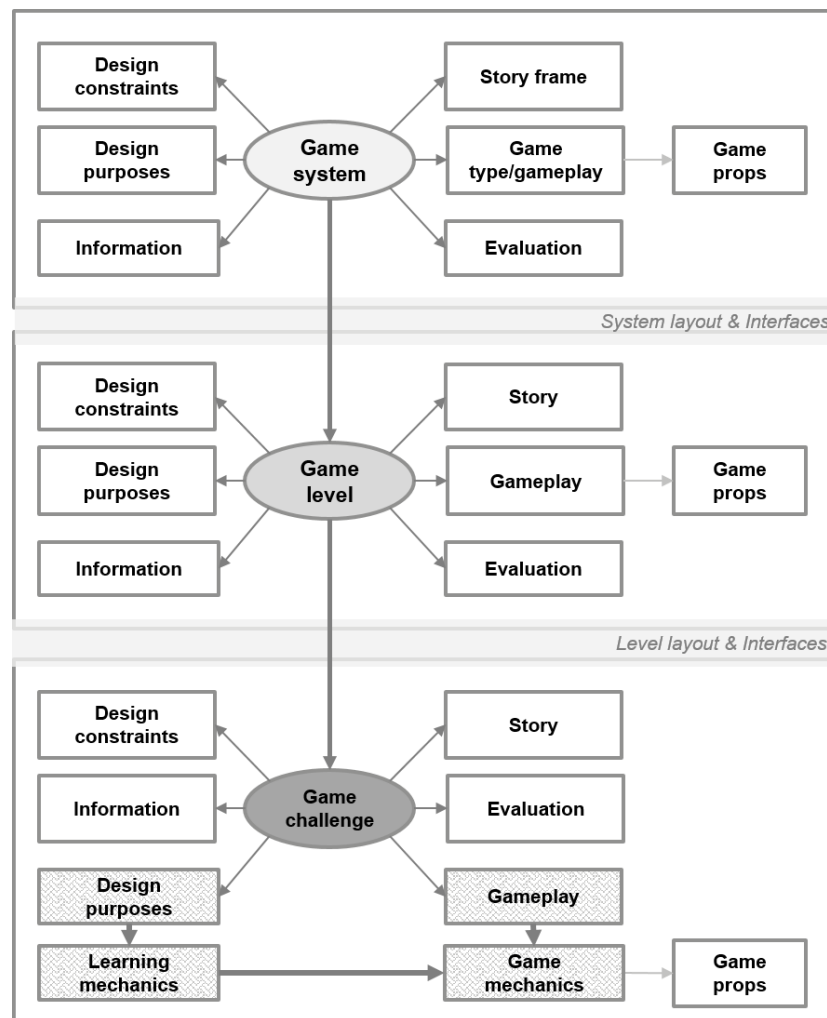 Design
constraints
Story frame
Game
system
Design
purposes
Game
type/gameplay
Game
props
Information
Evaluation
System layout & Interfaces
Design
constraints
Story
Game
level
Design
purposes
Gameplay
Game
props
Information
Evaluation
Level layout & Interfaces
Design
constraints
Story
Game
challenge
Information
Evaluation
Design
purposes
Gameplay
Learning
mechanics
Game
mechanics
Game
props